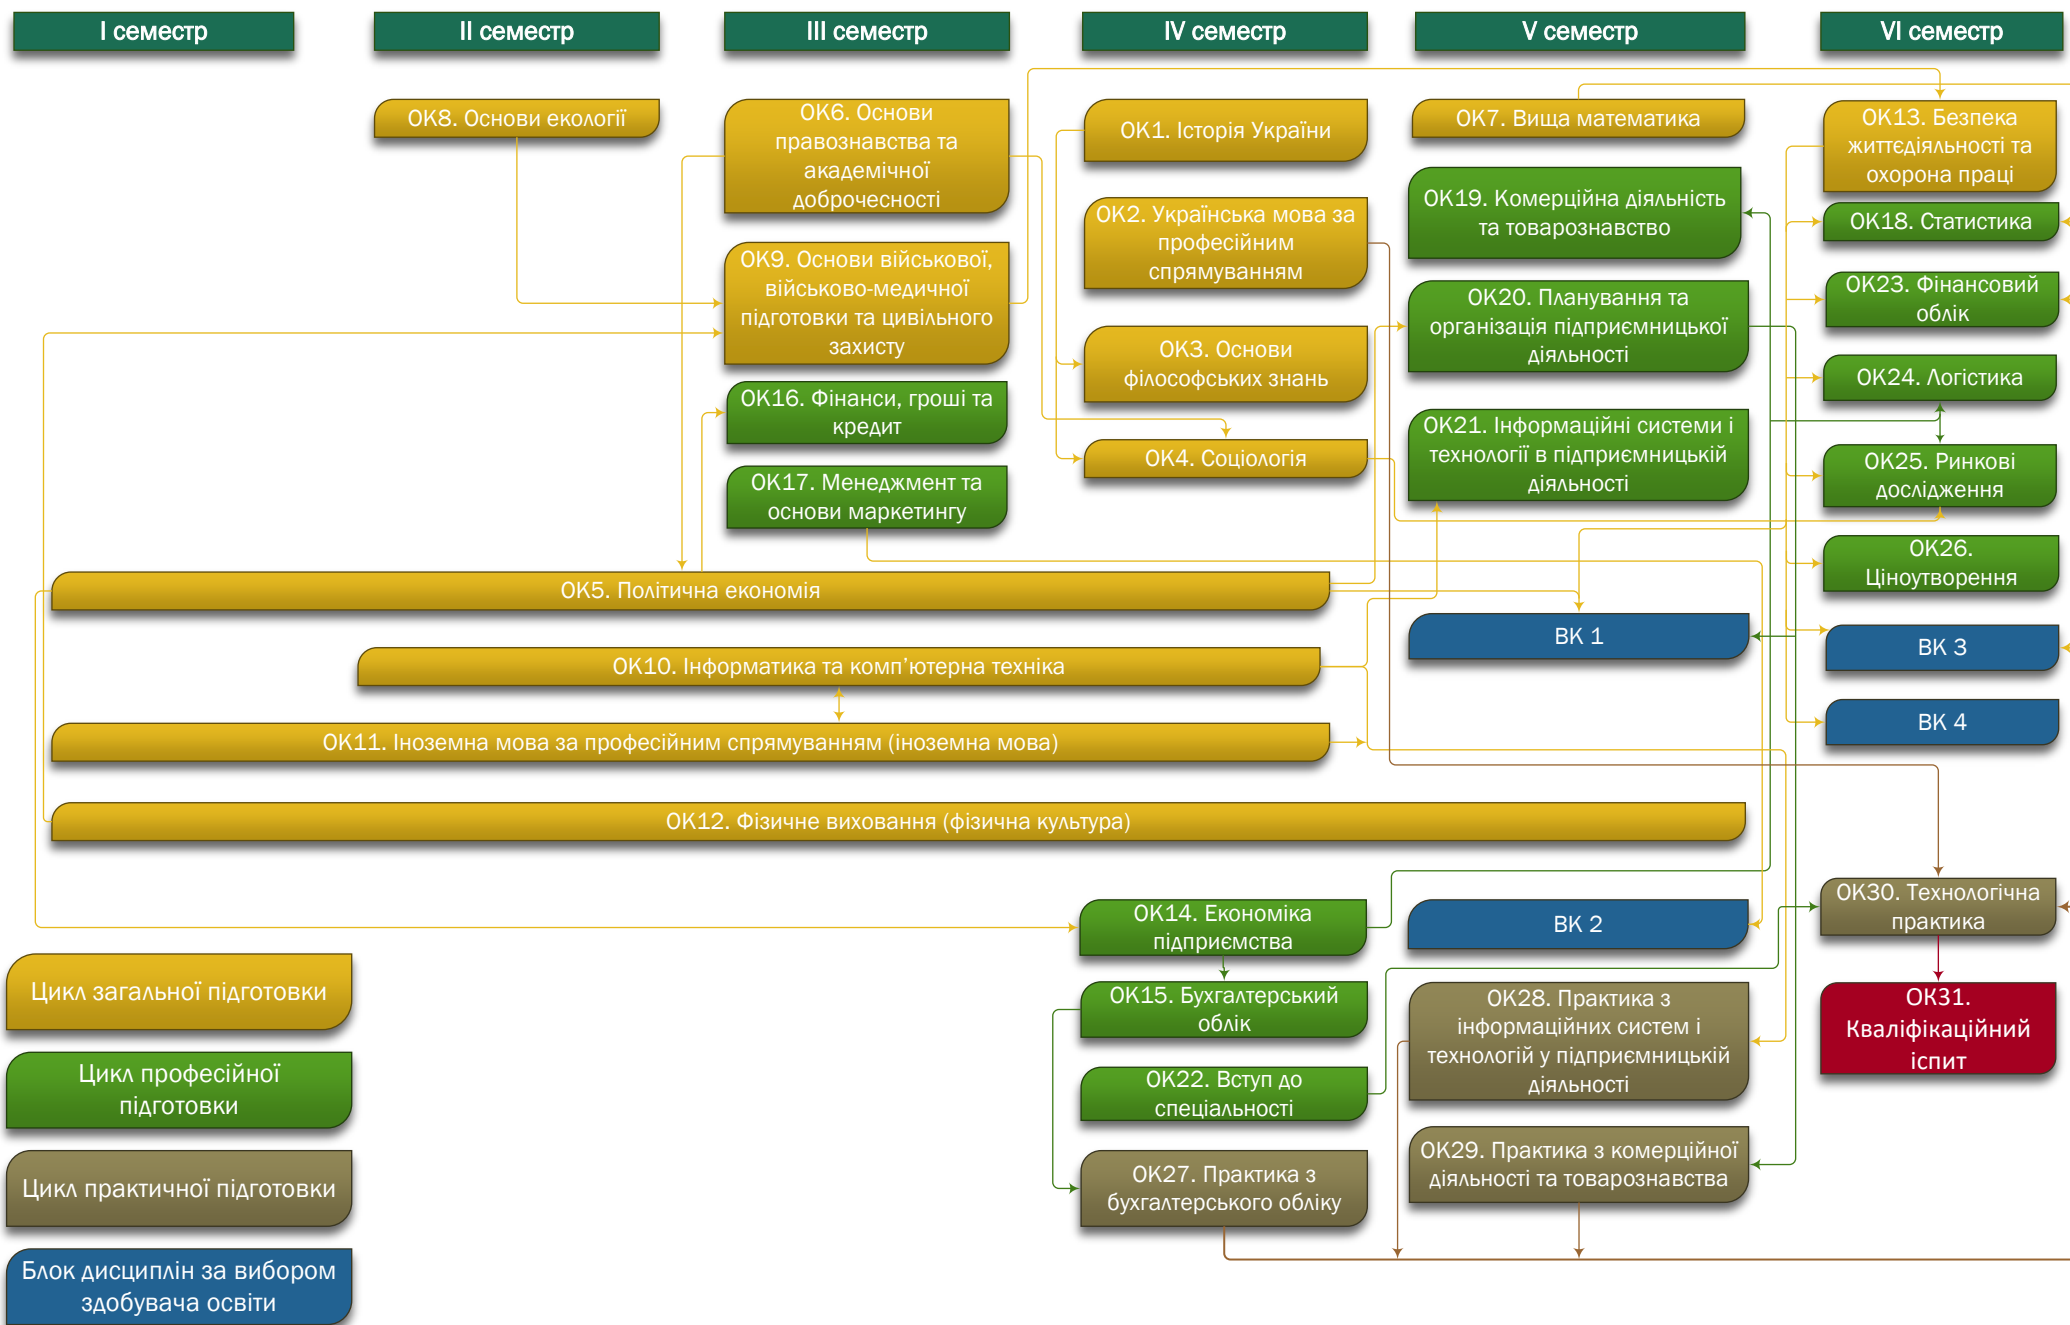 I семестр
II семестр
III семестр
IV семестр
V семестр
VI семестр
ОК8. Основи екології
ОК6. Основи
правознавства та
академічної
доброчесності
ОК9. Основи військової,
військово-медичної
підготовки та цивільного
захисту
ОК16. Фінанси, гроші та
кредит
ОК17. Менеджмент та
основи маркетингу
ОК1. Історія України
ОК2. Українська мова за
професійним
спрямуванням
ОК3. Основи
філософських знань
ОК4. Соціологія
ОК7. Вища математика
ОК19. Комерційна діяльність
та товарознавство
ОК20. Планування та
організація підприємницької
діяльності
ОК21. Інформаційні системи і
технології в підприємницькій
діяльності
ОК13. Безпека
життєдіяльності та
охорона праці
ОК18. Статистика
ОК23. Фінансовий
облік
ОК24. Логістика
ОК25. Ринкові
дослідження
ОК26.
Ціноутворення
ОК5. Політична економія
ВК 1
ВК 3
ОК10. Інформатика та комп’ютерна техніка
ВК 4
ОК11. Іноземна мова за професійним спрямуванням (іноземна мова)
ОК12. Фізичне виховання (фізична культура)
ОК14. Економіка
підприємства
ВК 2
ОК30. Технологічна
практика
ОК15. Бухгалтерський
облік
ОК22. Вступ до
спеціальності
ОК27. Практика з
бухгалтерського обліку
ОК28. Практика з
інформаційних систем і
технологій у підприємницькій
діяльності
ОК29. Практика з комерційної
діяльності та товарознавства
ОК31.
Кваліфікаційний
іспит
Цикл загальної підготовки
Цикл професійної
підготовки
Цикл практичної підготовки
Блок дисциплін за вибором
здобувача освіти